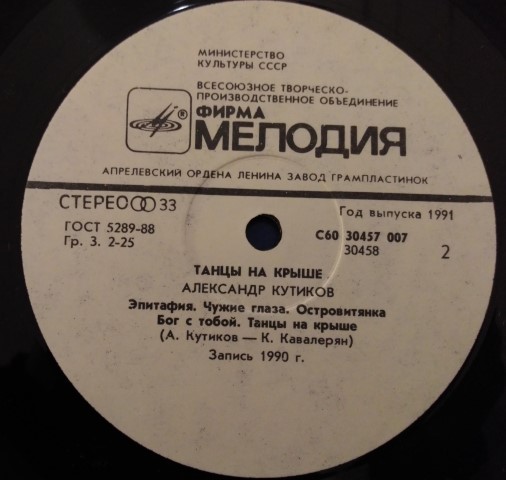 МИНИСТЕРСТВО
КУЛЬТУРЫ СССР
ВСЕСОЮЗНОЕ ТВОРЧЕСКО-
ПРОИЗВОДСТВЕННОЕ ОБЪЕДИНЕНИЕ
®
ФИРМА
МЕЛОДИЯ
АПРЕЛЕВСКИЙ ОРДЕНА ЛЕНИНА ЗАВОД ГРАМПЛАСТИНОК
СТЕРЕО 33
Год выпуска 1991
ГОСТ 5289-88
Гр. 3. 2-25
С60 30457 007
30458
2
ТАНЦЫ НА КРЫШЕ
АЛЕКСАНДР КУТИКОВ
Эпитафия. Чужие глаза. Островитянка
Бог с тобой. Танцы на крыше
(А. Кутиков — К. Кавалерян)
Запись 1990 г.